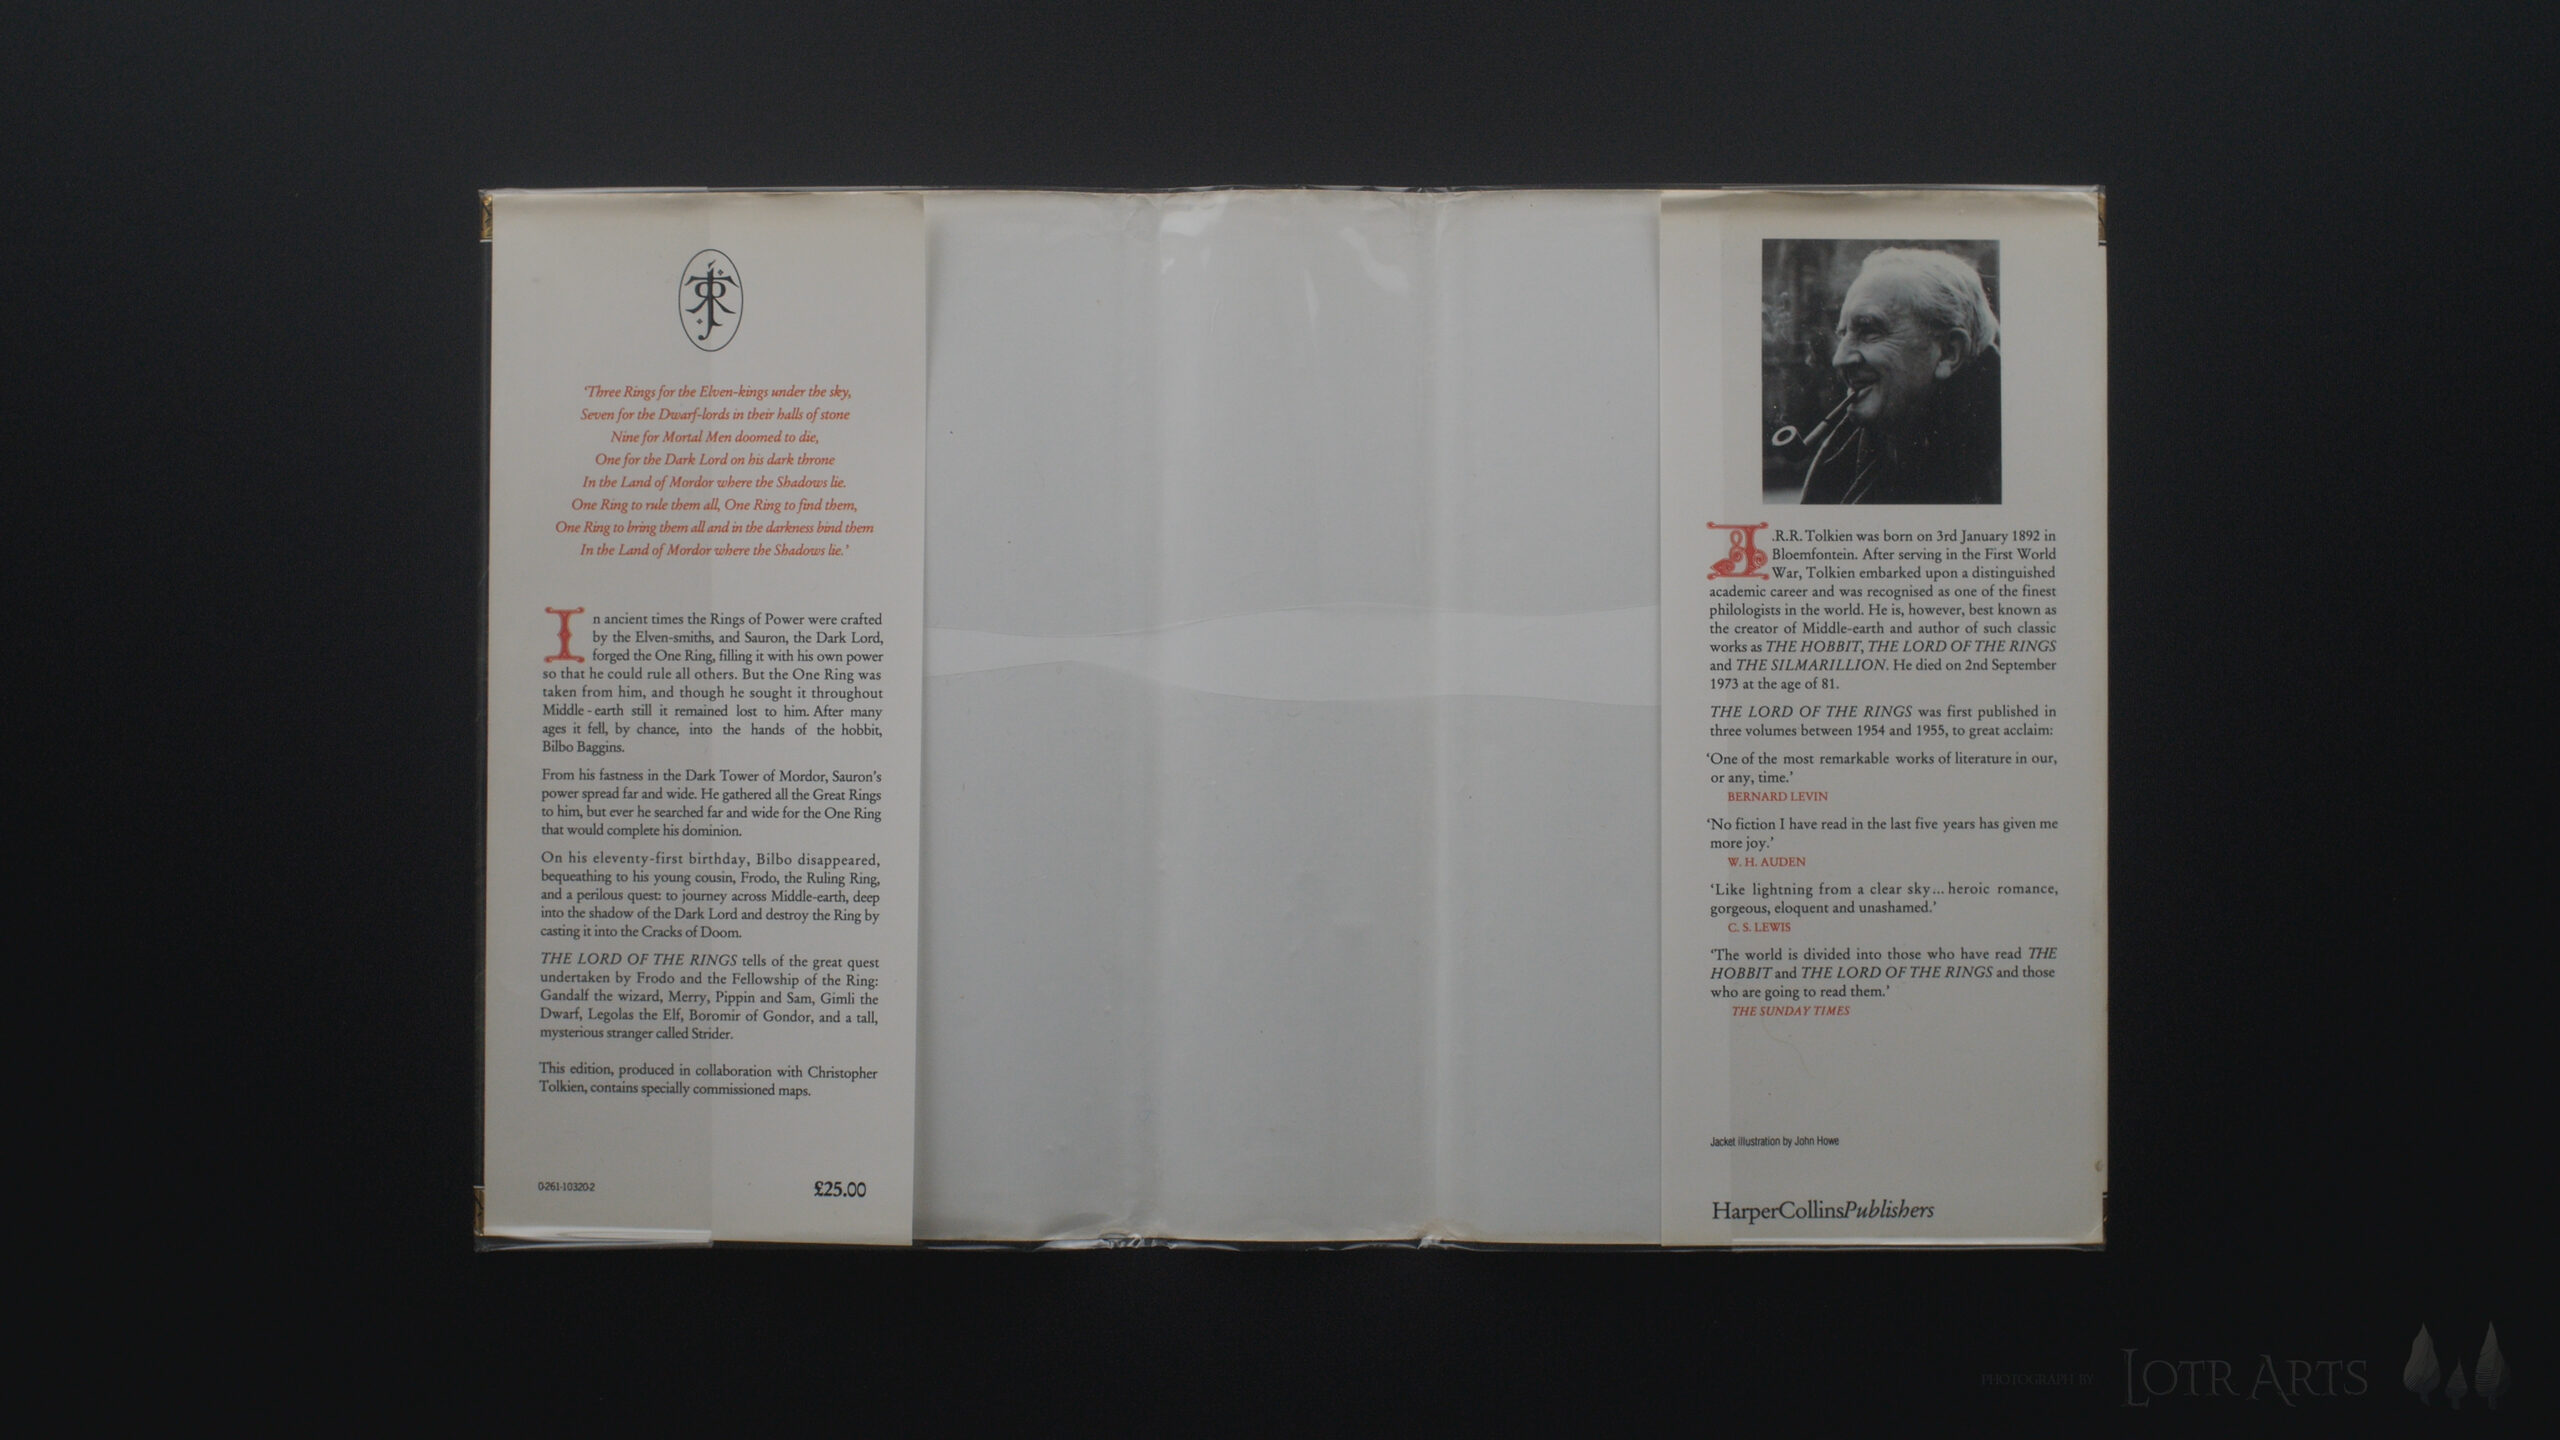 ‘Three Rings for the Elven-kings under the sky,
Seven for the Dwarf-lords in their halls of stone
Nine for Mortal Men doomed to die,
One for the Dark Lord on his dark throne
In the Land of Mordor where the Shadows lie.
One Ring to rule them all, One Ring to find them,
One Ring to bring them all and in the darkness bind them
In the Land of Mordor where the Shadows lie.’
In ancient times the Rings of Power were crafted
by the Elven-smiths, and Sauron, the Dark Lord,
forged the One Ring, filling it with his own power
so that he could rule all others. But the One Ring was
taken from him, and though he sought it throughout
Middle-earth still it remained lost to him. After many
ages it fell, by chance, into the hands of the hobbit,
Bilbo Baggins.
From his fastness in the Dark Tower of Mordor, Sauron’s
power spread far and wide. He gathered all the Great Rings
to him, but ever he searched far and wide for the One Ring
that would complete his dominion.
On his eleventy-first birthday, Bilbo disappeared,
bequeathing to his young cousin, Frodo, the Ruling Ring,
and a perilous quest: to journey across Middle-earth, deep
into the shadow of the Dark Lord and destroy the Ring by
casting it into the Cracks of Doom.
THE LORD OF THE RINGS tells of the great quest
undertaken by Frodo and the Fellowship of the Ring:
Gandalf the wizard, Merry, Pippin and Sam, Gimli the
Dwarf, Legolas the Elf, Boromir of Gondor, and a tall,
mysterious stranger called Strider.
This edition, produced in collaboration with Christopher
Tolkien, contains specially commissioned maps.
0-261-10320-2
£25.00
J.R.R. Tolkien was born on 3rd January 1892 in
Bloemfontein. After serving in the First World
War, Tolkien embarked upon a distinguished
academic career and was recognised as one of the finest
philologists in the world. He is, however, best known as
the creator of Middle-earth and author of such classic
works as THE HOBBIT, THE LORD OF THE RINGS
and THE SILMARILLION. He died on 2nd September
1973 at the age of 81.
THE LORD OF THE RINGS was first published in
three volumes between 1954 and 1955, to great acclaim:
‘One of the most remarkable works of literature in our,
or any, time.’
BERNARD LEVIN
‘No fiction I have read in the last five years has given me
more joy.’
W. H. AUDEN
‘Like lightning from a clear sky... heroic romance,
gorgeous, eloquent and unashamed.’
C. S. LEWIS
‘The world is divided into those who have read THE
HOBBIT and THE LORD OF THE RINGS and those
who are going to read them.’
THE SUNDAY TIMES
Jacket illustration by John Howe
HarperCollinsPublishers
PHOTOGRAPH BY LOTR ARTS